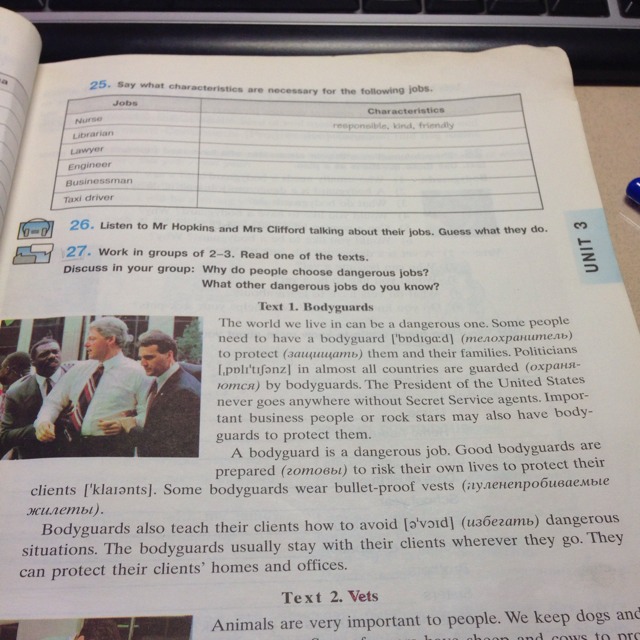 25. Say what characteristics are necessary for the following jobs.
Jobs Characteristics
Nurse responsible, kind, friendly
Librarian
Lawyer
Engineer
Businessman
Taxi driver
26. Listen to Mr Hopkins and Mrs Clifford talking about their jobs. Guess what they do.
27. Work in groups of 2–3. Read one of the texts.
Discuss in your group: Why do people choose dangerous jobs?
What other dangerous jobs do you know?
UNIT 3
Text 1. Bodyguards
The world we live in can be a dangerous one. Some people
need to have a bodyguard ['bɒdɪgɑ:d] (телохранитель)
to protect (защищать) them and their families. Politicians
[,pɒlɪ'tɪʃənz] in almost all countries are guarded (охраня-
ются) by bodyguards. The President of the United States
never goes anywhere without Secret Service agents. Impor-
tant business people or rock stars may also have body-
guards to protect them.
A bodyguard is a dangerous job. Good bodyguards are
prepared (готовы) to risk their own lives to protect their
clients ['klaɪənts]. Some bodyguards wear bullet-proof vests (пуленепробиваемые
жилеты).
Bodyguards also teach their clients how to avoid [ə'vɔɪd] (избегать) dangerous
situations. The bodyguards usually stay with their clients wherever they go. They
can protect their clients' homes and offices.
Text 2. Vets
Animals are very important to people. We keep dogs and
sheep and cows to